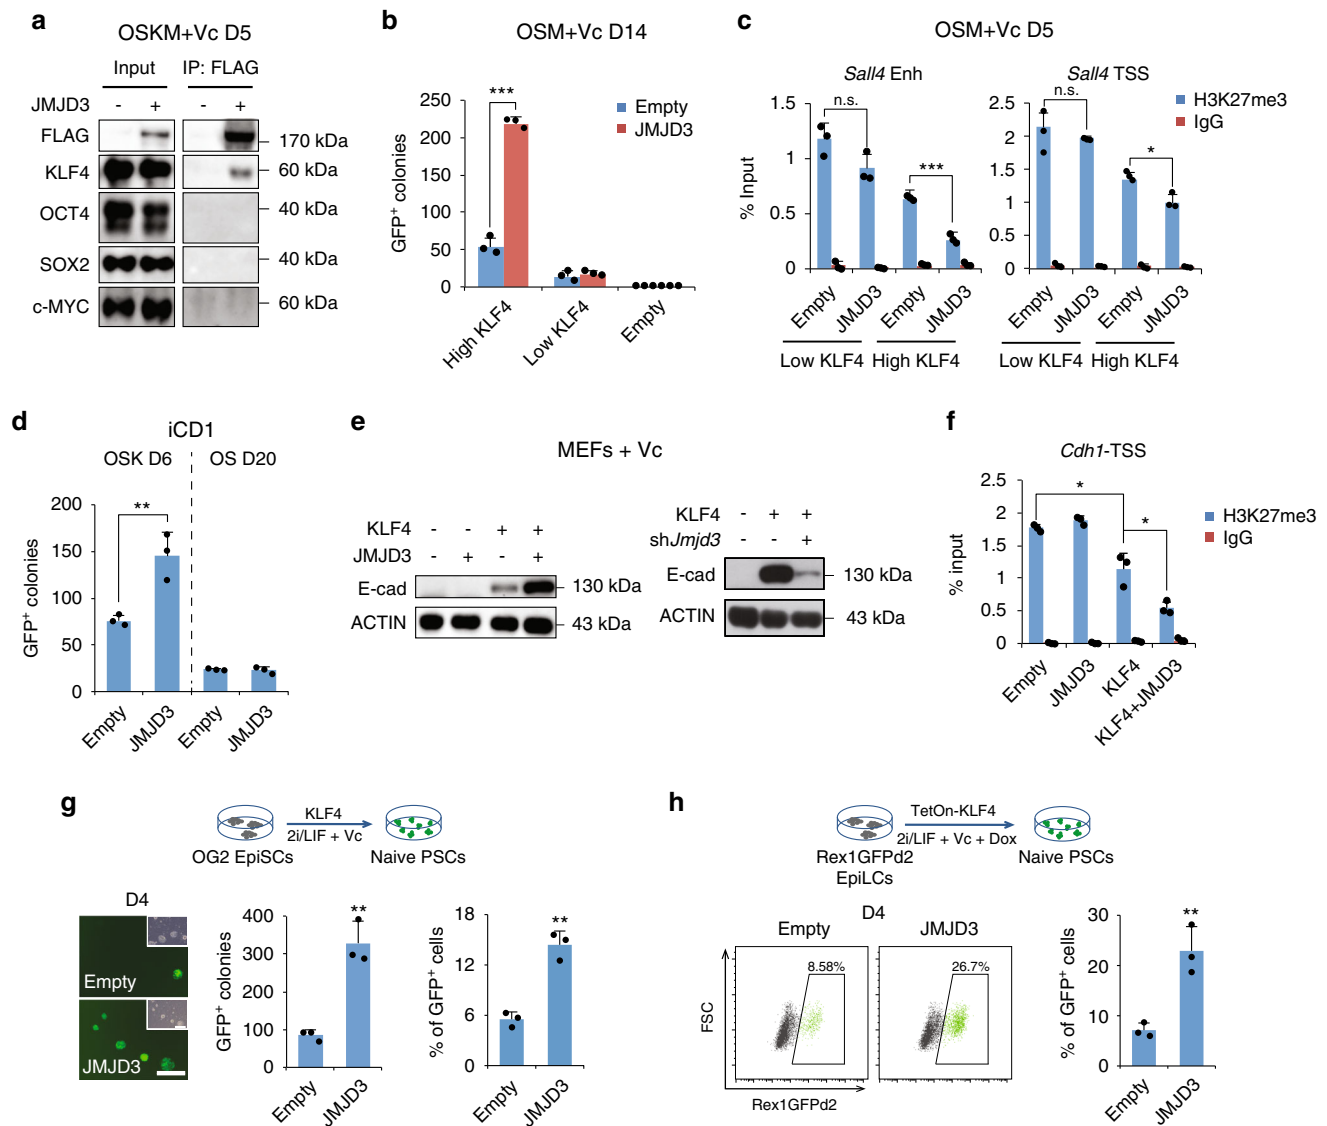 a
OSKM+Vc D5
Input
IP: FLAG
JMJD3 - + - +
FLAG
170 kDa
KLF4
60 kDa
OCT4
40 kDa
SOX2
40 kDa
c-MYC
60 kDa
b
OSM+Vc D14
Empty
JMJD3
***
GFP+ colonies
250
200
150
100
50
0
High KLF4
Low KLF4
Empty
c
OSM+Vc D5
Sall4 Enh
% Input
1.5
1
0.5
0
n.s.
***
Empty
JMJD3
Empty
JMJD3
Low KLF4
High KLF4
Sall4 TSS
2.5
2
1.5
1
0.5
0
n.s.
*
Empty
JMJD3
Empty
JMJD3
Low KLF4
High KLF4
H3K27me3
IgG
d
iCD1
OSK D6
OS D20
GFP+ colonies
200
150
100
50
0
**
Empty
JMJD3
Empty
JMJD3
e
MEFs + Vc
KLF4 - - + +
JMJD3 - + - +
E-cad
130 kDa
ACTIN
43 kDa
KLF4 - + +
shJmjd3 +
E-cad
130 kDa
ACTIN
43 kDa
f
Cdh1-TSS
% input
2.5
2
1.5
1
0.5
0
*
*
Empty
JMJD3
KLF4
KLF4+JMJD3
H3K27me3
IgG
g
KLF4
2i/LIF + Vc
OG2 EpiSCs
Naive PSCs
D4
Empty
JMJD3
GFP+ colonies
400
300
200
100
0
**
Empty
JMJD3
% of GFP+ cells
12
18
6
0
**
Empty
JMJD3
h
TetOn-KLF4
2i/LIF + Vc + Dox
Rex1GFPd2
EpiLCs
Naive PSCs
D4
Empty
JMJD3
8.58%
26.7%
FSC
Rex1GFPd2
% of GFP+ cells
30
20
10
0
**
Empty
JMJD3